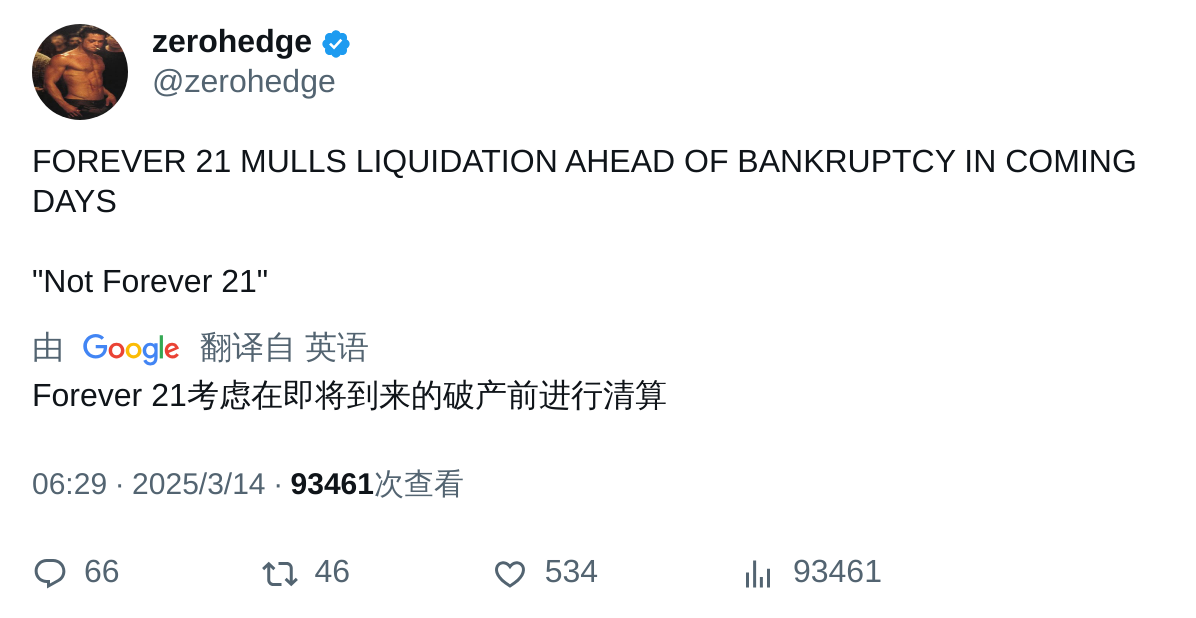 zerohedge
@zerohedge
FOREVER 21 MULLS LIQUIDATION AHEAD OF BANKRUPTCY IN COMING
DAYS
"Not Forever 21"
由 Google 翻译自 英语
Forever 21考虑在即将到来的破产前进行清算
06:29 · 2025/3/14 · 93461次查看
66 46 534 93461